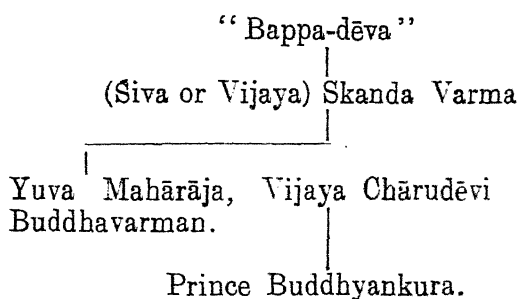 “Bappa-dēva”
(Śiva or Vijaya) Skanda Varma
Yuva Mahārāja, Vijaya Chārudēvi
Buddhavarman.
Prince Buddhyankura.